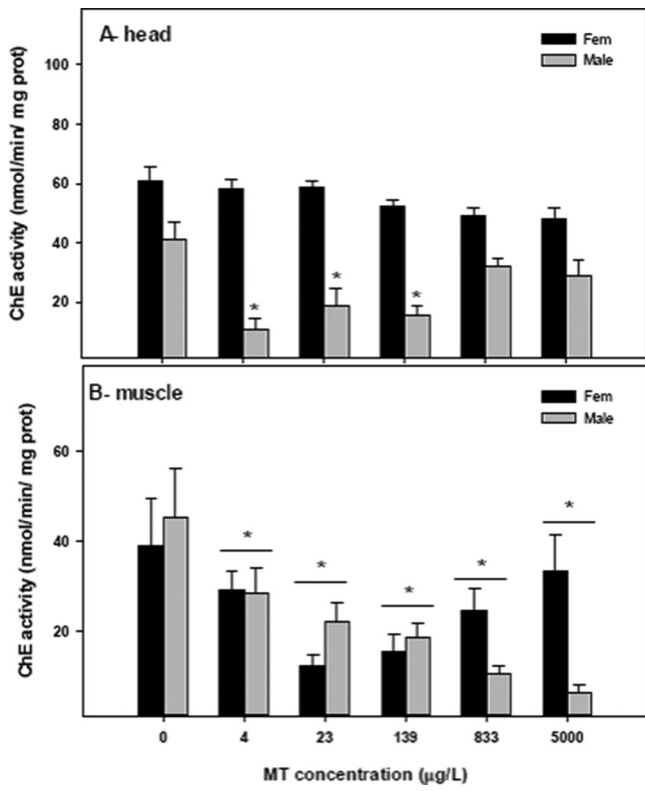 A- head
Fem
Male
ChE activity (nmol/min/ mg prot)
100
80
60
40
20
*
*
*
B- muscle
Fem
Male
ChE activity (nmol/min/ mg prot)
60
40
20
*
*
*
*
*
0 4 23 139 833 5000
MT concentration (µg/L)